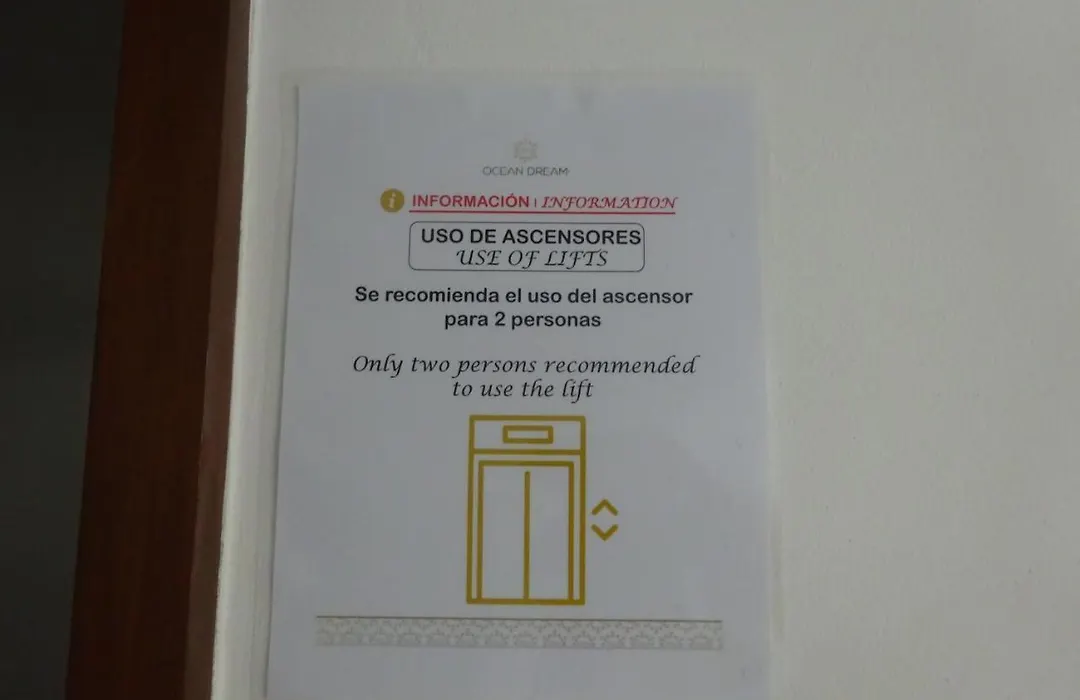 OCEAN DREAM
i INFORMACIÓN | INFORMATION
USO DE ASCENSORES
USE OF LIFTS
Se recomienda el uso del ascensor
para 2 personas
Only two persons recommended
to use the lift